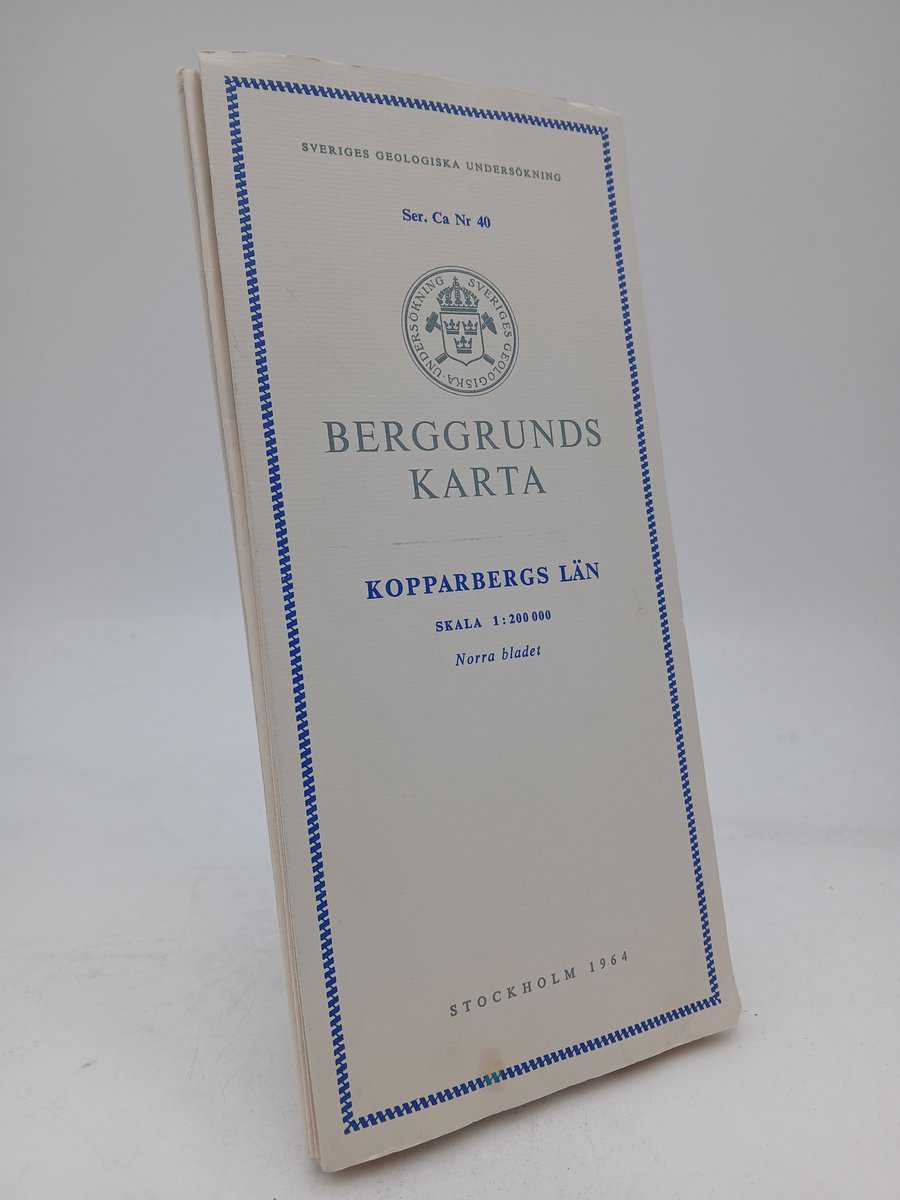 SVERIGES GEOLOGISKA UNDERSÖKNING
Ser. Ca Nr 40
SVERIGES GEOLOGISKA · UNDERSÖKNING
BERGGRUNDS
KARTA
KOPPARBERGS LÄN
SKALA 1:200 000
Norra bladet
STOCKHOLM 1964